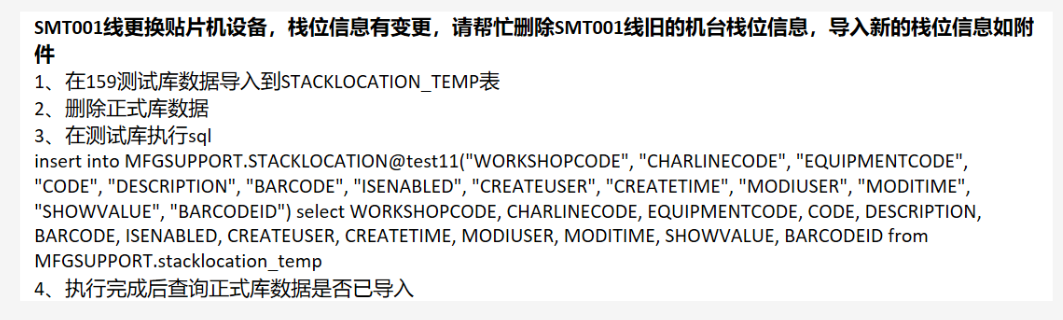 SMT001线更换贴片机设备，栈位信息有变更，请帮忙删除SMT001线旧的机台栈位信息，导入新的栈位信息如附
件
1、在159测试库数据导入到STACKLOCATION_TEMP表
2、删除正式库数据
3、在测试库执行sql
insert into MFGSUPPORT.STACKLOCATION@test11("WORKSHOPCODE", "CHARLINECODE", "EQUIPMENTCODE",
"CODE", "DESCRIPTION", "BARCODE", "ISENABLED", "CREATEUSER", "CREATETIME", "MODIUSER", "MODITIME",
"SHOWVALUE", "BARCODEID") select WORKSHOPCODE, CHARLINECODE, EQUIPMENTCODE, CODE, DESCRIPTION,
BARCODE, ISENABLED, CREATEUSER, CREATETIME, MODIUSER, MODITIME, SHOWVALUE, BARCODEID from
MFGSUPPORT.stacklocation_temp
4、执行完成后查询正式库数据是否已导入